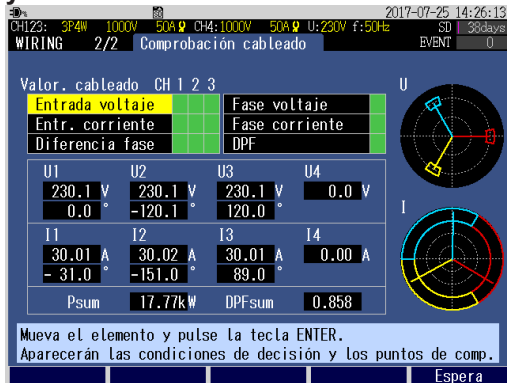 2017-07-25 14:26:13
CH123: 3P4W 1000V 50A CH4:1000V 50A U:230V f:50Hz SD 38days
WIRING 2/2 Comprobación cableado EVENT 0
Valor. cableado CH 1 2 3 U
Entrada voltaje Fase voltaje
Entr. corriente Fase corriente
Diferencia fase DPF
U1 U2 U3 U4
230.1 V 230.1 V 230.1 V 0.0 V
0.0 ° -120.1 ° 120.0 °
I
I1 I2 I3 I4
30.01 A 30.02 A 30.01 A 0.00 A
- 31.0 ° -151.0 ° 89.0 °
Psum 17.77kW DPFsum 0.858
Mueva el elemento y pulse la tecla ENTER.
Aparecerán las condiciones de decisión y los puntos de comp.
Espera